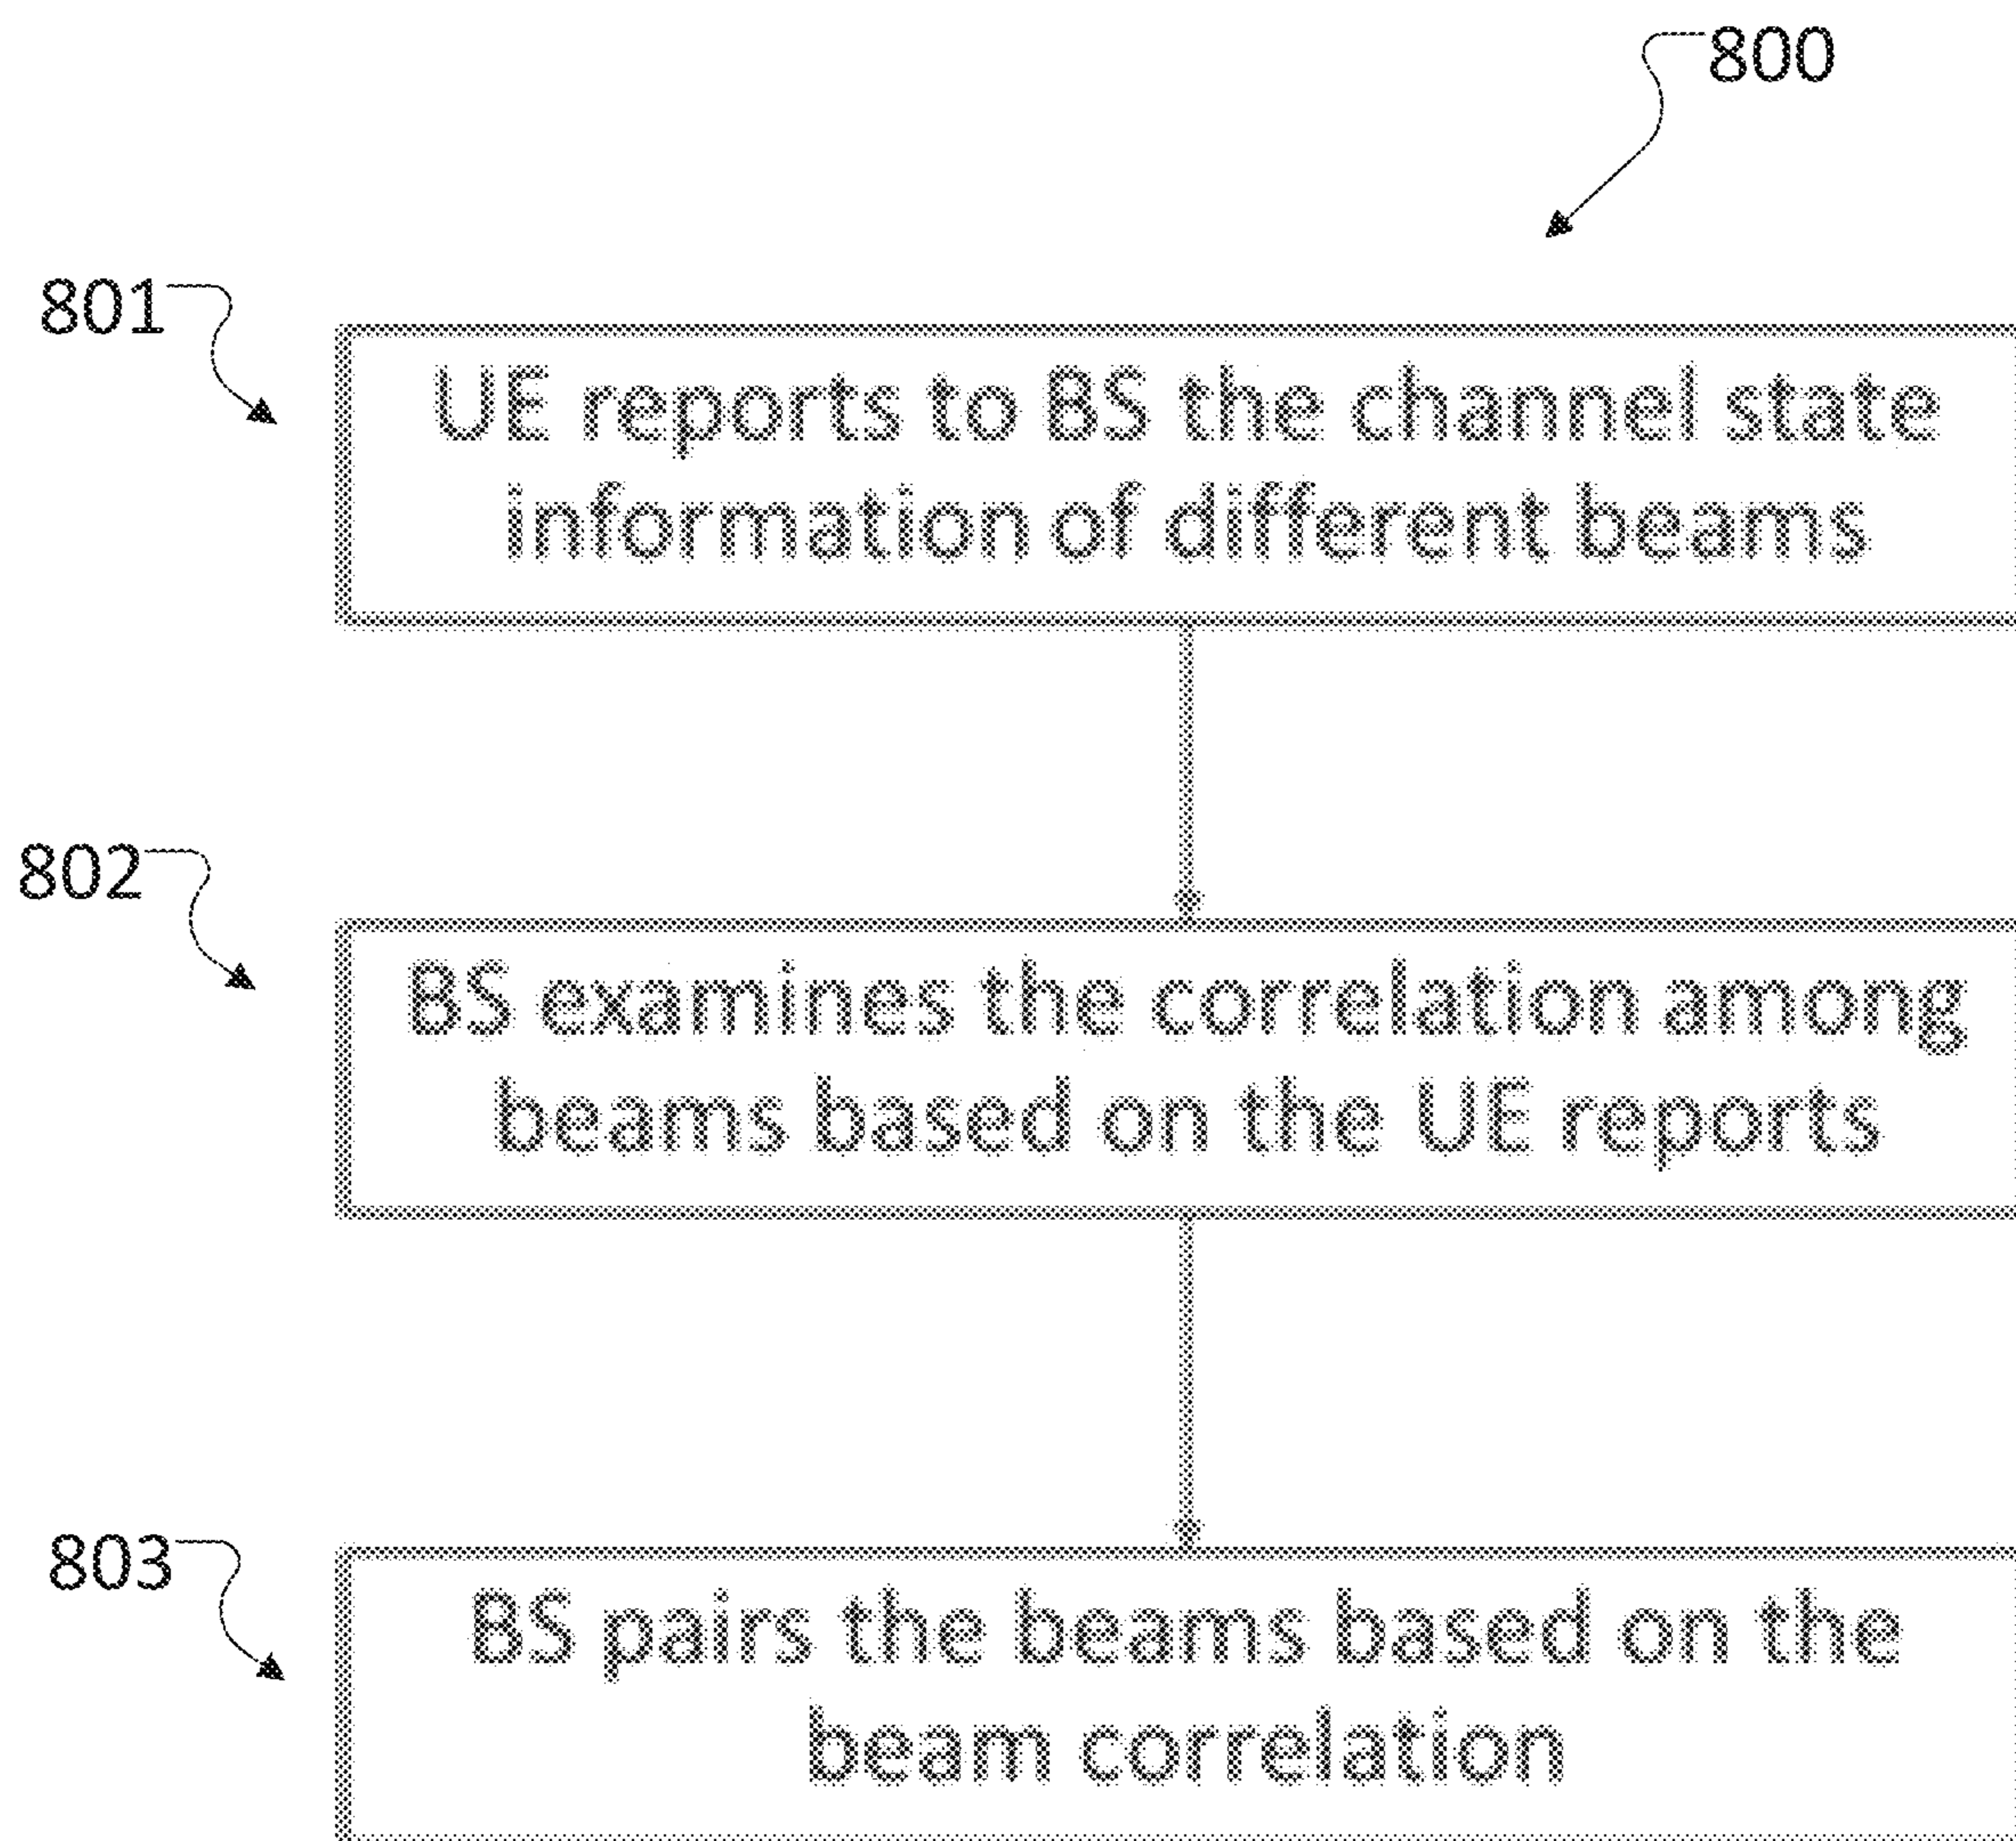 800
801
UE reports to BS the channel state
information of different beams
802
BS examines the correlation among
beams based on the UE reports
803
BS pairs the beams based on the
beam correlation